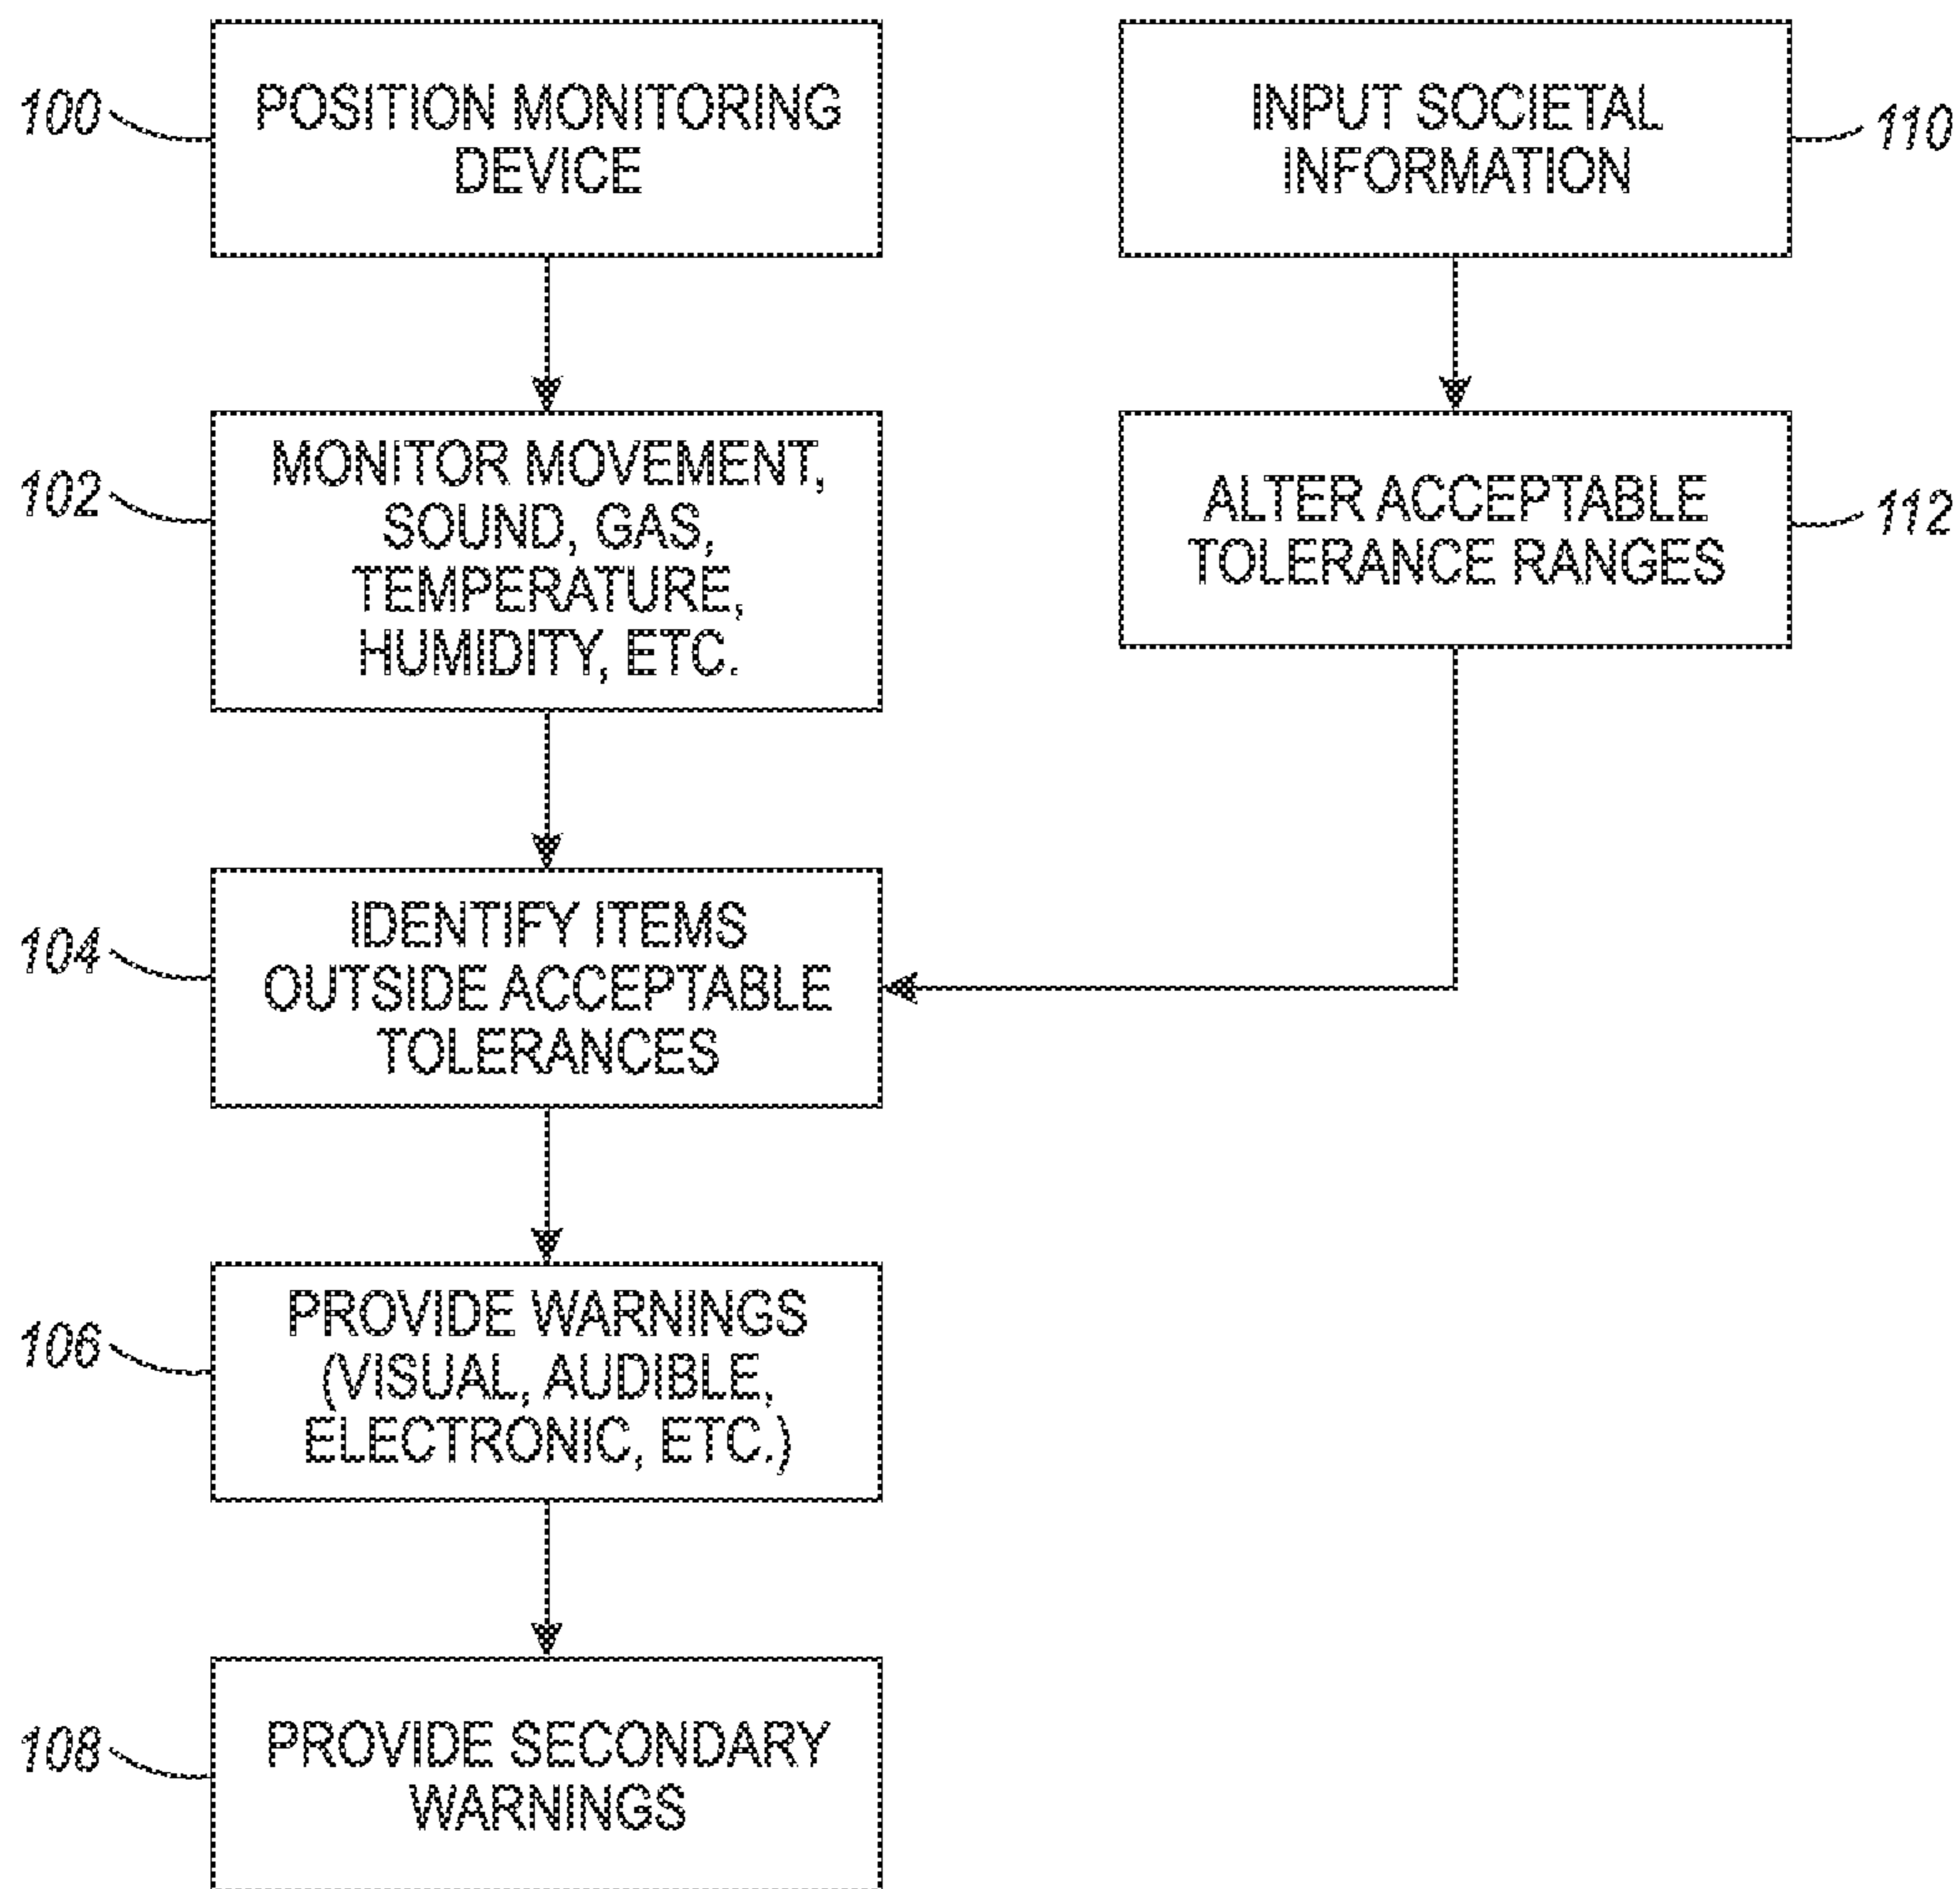 100
POSITION MONITORING
DEVICE
INPUT SOCIETAL
INFORMATION
110
102
MONITOR MOVEMENT,
SOUND, GAS,
TEMPERATURE,
HUMIDITY, ETC.
ALTER ACCEPTABLE
TOLERANCE RANGES
112
104
IDENTIFY ITEMS
OUTSIDE ACCEPTABLE
TOLERANCES
106
PROVIDE WARNINGS
(VISUAL, AUDIBLE,
ELECTRONIC, ETC.)
108
PROVIDE SECONDARY
WARNINGS